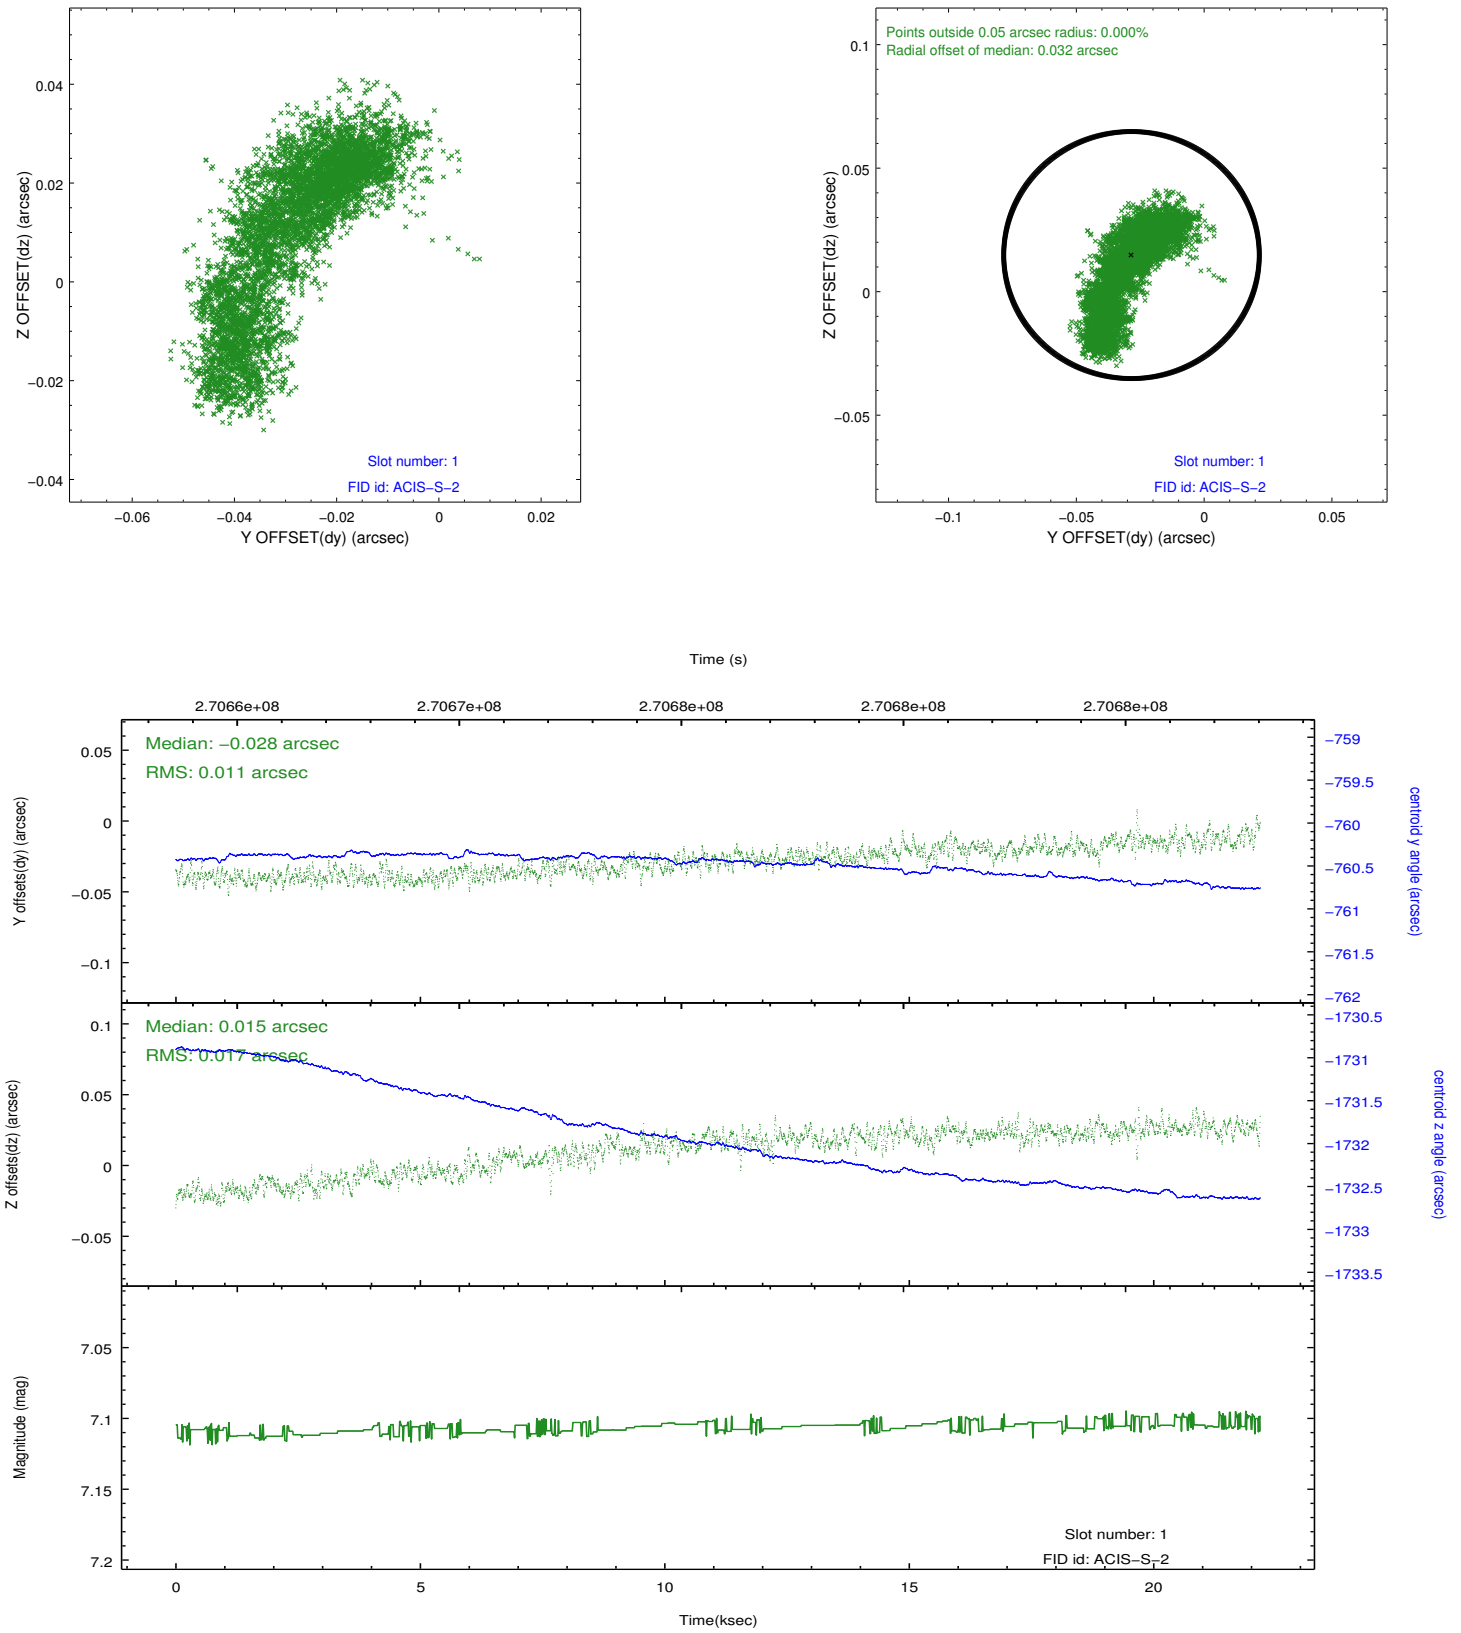 0.04
0.02
0
−0.02
−0.04
Z OFFSET(dz) (arcsec)
Slot number: 1
FID id: ACIS−S−2
−0.06 −0.04 −0.02 0 0.02
Y OFFSET(dy) (arcsec)
Points outside 0.05 arcsec radius: 0.000%
Radial offset of median: 0.032 arcsec
0.1
0.05
0
−0.05
Z OFFSET(dz) (arcsec)
Slot number: 1
FID id: ACIS−S−2
−0.1 −0.05 0 0.05
Y OFFSET(dy) (arcsec)
Time (s)
2.7066e+08 2.7067e+08 2.7068e+08 2.7068e+08 2.7068e+08
Median: −0.028 arcsec
RMS: 0.011 arcsec
0.05
0
−0.05
−0.1
Y offsets(dy) (arcsec)
−759
−759.5
−760
−760.5
−761
−761.5
−762
centroid y angle (arcsec)
Median: 0.015 arcsec
RMS: 0.017 arcsec
0.1
0.05
0
−0.05
Z offsets(dz) (arcsec)
−1730.5
−1731
−1731.5
−1732
−1732.5
−1733
−1733.5
centroid z angle (arcsec)
7.05
7.1
7.15
7.2
Magnitude (mag)
Slot number: 1
FID id: ACIS−S−2
0 5 10 15 20
Time(ksec)